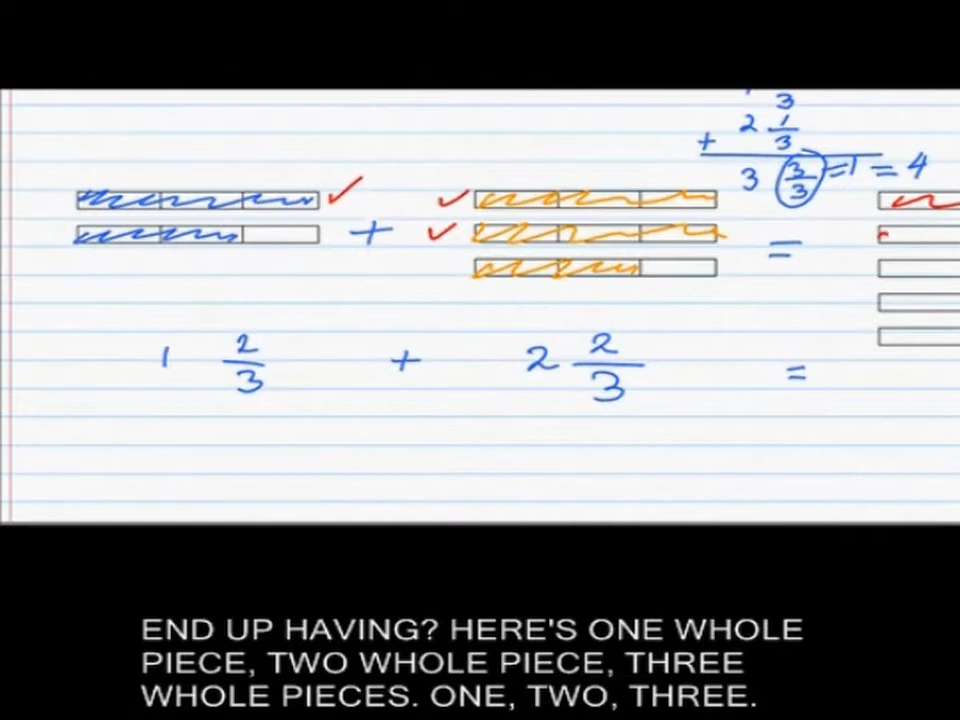 3
+ 2 1/3
3 3/3 = 1 = 4
+ =
1 2/3 + 2 2/3 =
END UP HAVING? HERE'S ONE WHOLE
PIECE, TWO WHOLE PIECE, THREE
WHOLE PIECES. ONE, TWO, THREE.